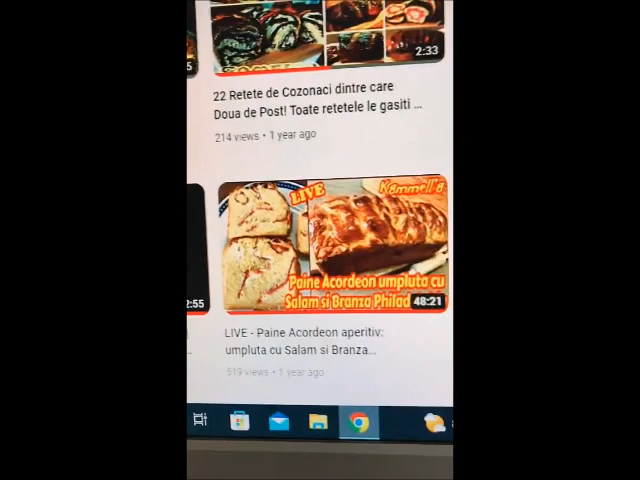 2:33
22 Retete de Cozonaci dintre care
Doua de Post! Toate retetele le gasiti ...
214 views • 1 year ago
LIVE
Kammelia
Paine Acordeon umpluta cu
Salam si Branza Philad
48:21
2:55
LIVE - Paine Acordeon aperitiv:
umpluta cu Salam si Branza...
519 views • 1 year ago